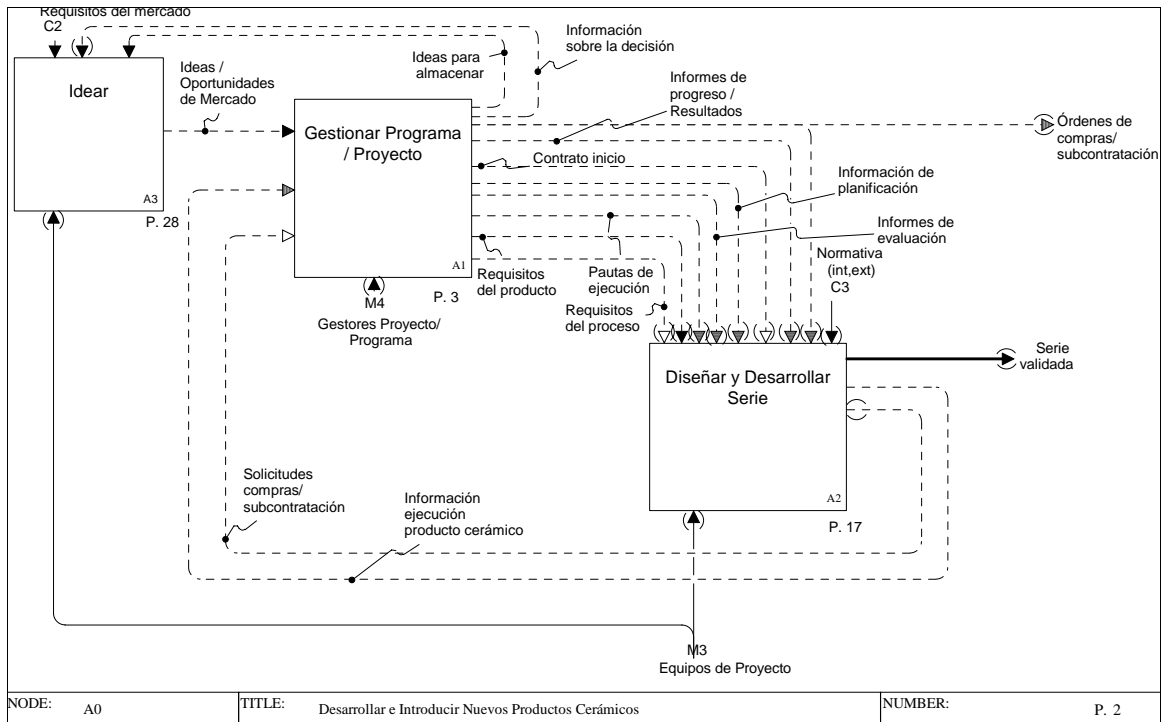 Requisitos del mercado
C2
Idear
A3
P. 28
Ideas /
Oportunidades
de Mercado
Ideas para
almacenar
Información
sobre la decisión
Gestionar Programa
/ Proyecto
A1
P. 3
M4
Gestores Proyecto/
Programa
Informes de
progreso /
Resultados
Contrato inicio
Órdenes de
compras/
subcontratación
Información de
planificación
Informes de
evaluación
Normativa
(int,ext)
C3
Requisitos
del producto
Pautas de
ejecución
Requisitos
del proceso
Diseñar y Desarrollar
Serie
A2
P. 17
Serie
validada
Solicitudes
compras/
subcontratación
Información
ejecución
producto cerámico
M3
Equipos de Proyecto
NODE:
A0
TITLE:
Desarrollar e Introducir Nuevos Productos Cerámicos
NUMBER:
P. 2